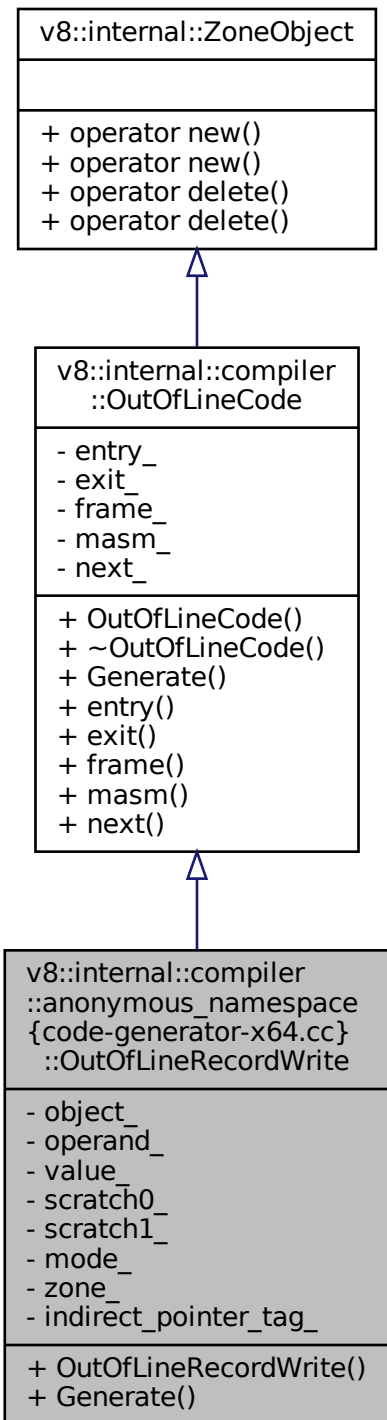 v8::internal::ZoneObject
+ operator new()
+ operator new()
+ operator delete()
+ operator delete()
v8::internal::compiler
::OutOfLineCode
- entry_
- exit_
- frame_
- masm_
- next_
+ OutOfLineCode()
+ ~OutOfLineCode()
+ Generate()
+ entry()
+ exit()
+ frame()
+ masm()
+ next()
v8::internal::compiler
::anonymous_namespace
{code-generator-x64.cc}
::OutOfLineRecordWrite
- object_
- operand_
- value_
- scratch0_
- scratch1_
- mode_
- zone_
- indirect_pointer_tag_
+ OutOfLineRecordWrite()
+ Generate()